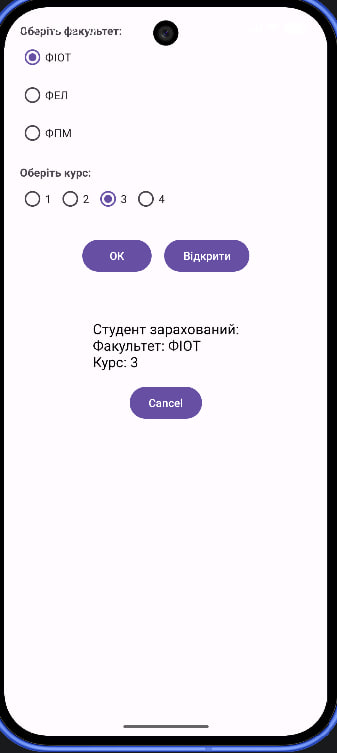 Оберіть факультет:
ФІОТ
ФЕЛ
ФПМ
Оберіть курс:
1 2 3 4
ОК Відкрити
Студент зарахований:
Факультет: ФІОТ
Курс: 3
Cancel